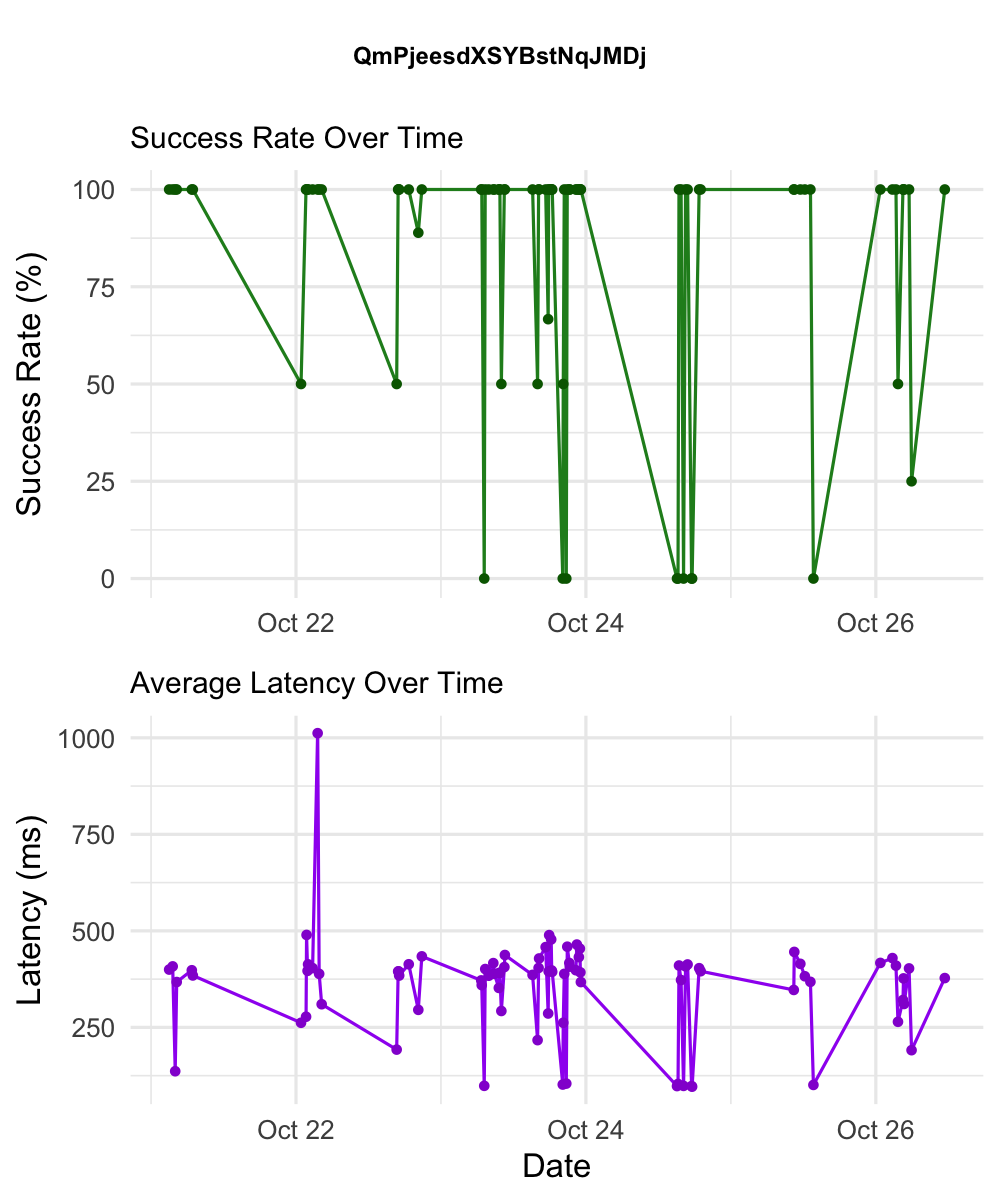 QmPjeesdXSYBstNqJMDj
Success Rate Over Time
Success Rate (%)
100
75
50
25
0
Oct 22
Oct 24
Oct 26
Average Latency Over Time
Latency (ms)
1000
750
500
250
Oct 22
Oct 24
Oct 26
Date